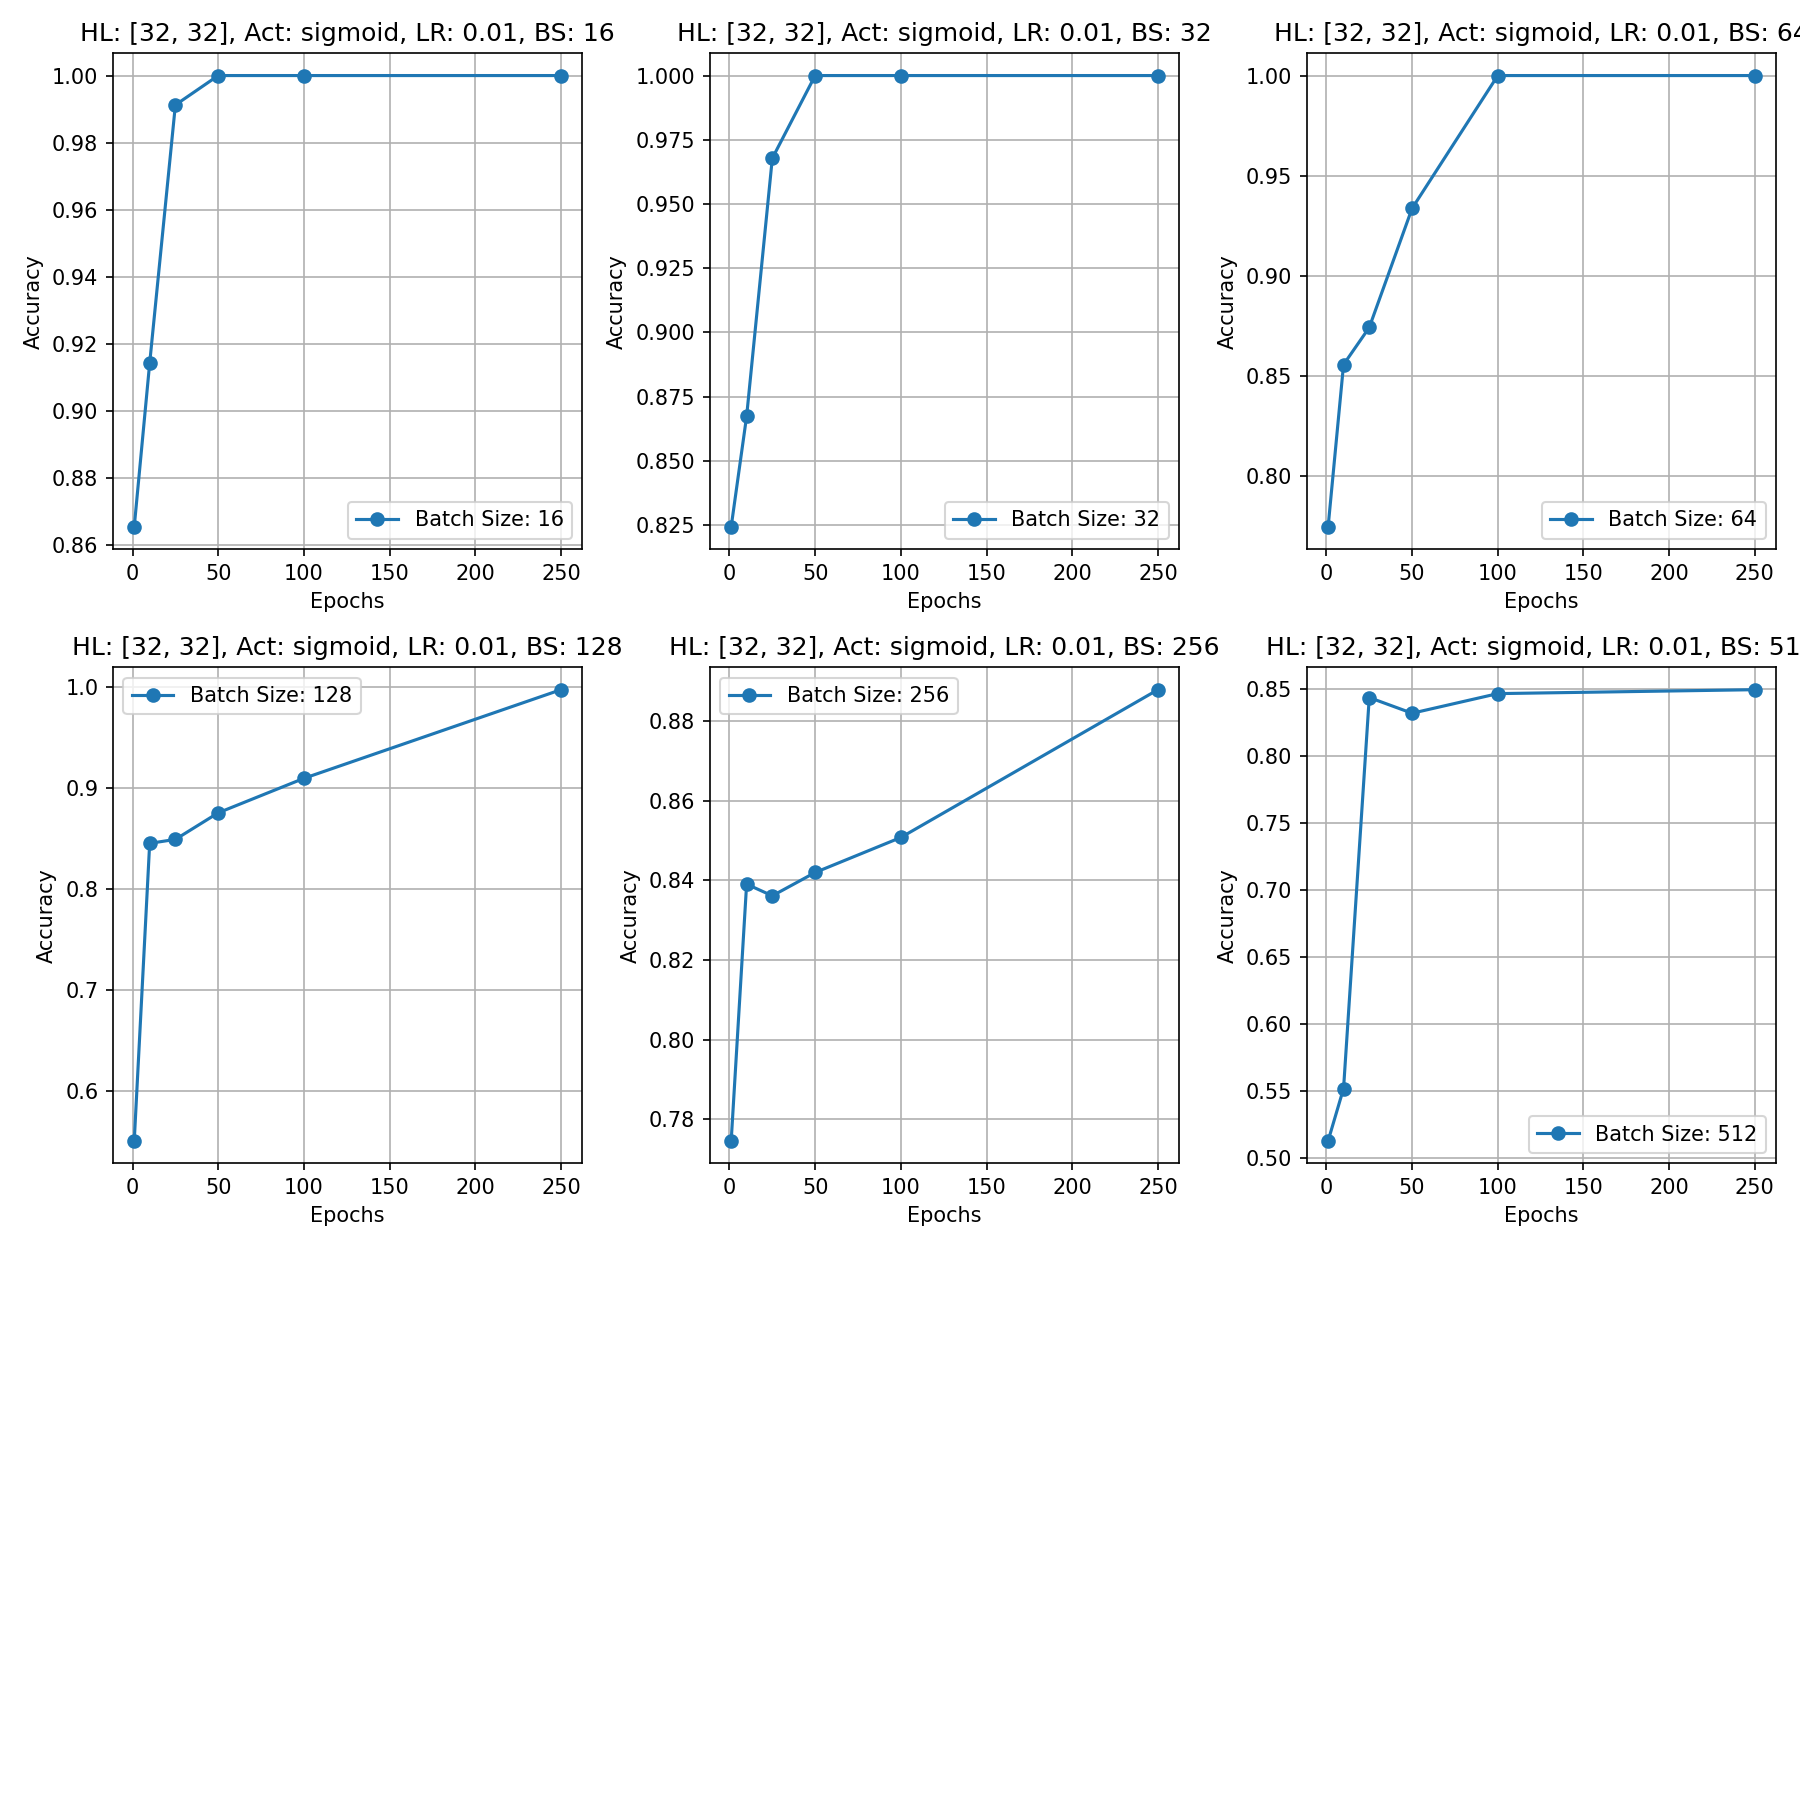 HL: [32, 32], Act: sigmoid, LR: 0.01, BS: 16
1.00
0.98
0.96
0.94
0.92
0.90
0.88
0.86
Accuracy
Batch Size: 16
0 50 100 150 200 250
Epochs
HL: [32, 32], Act: sigmoid, LR: 0.01, BS: 32
1.000
0.975
0.950
0.925
0.900
0.875
0.850
0.825
Accuracy
Batch Size: 32
0 50 100 150 200 250
Epochs
HL: [32, 32], Act: sigmoid, LR: 0.01, BS: 64
1.00
0.95
0.90
0.85
0.80
Accuracy
Batch Size: 64
0 50 100 150 200 250
Epochs
HL: [32, 32], Act: sigmoid, LR: 0.01, BS: 128
1.0
0.9
0.8
0.7
0.6
Accuracy
Batch Size: 128
0 50 100 150 200 250
Epochs
HL: [32, 32], Act: sigmoid, LR: 0.01, BS: 256
0.88
0.86
0.84
0.82
0.80
0.78
Accuracy
Batch Size: 256
0 50 100 150 200 250
Epochs
HL: [32, 32], Act: sigmoid, LR: 0.01, BS: 51
0.85
0.80
0.75
0.70
0.65
0.60
0.55
0.50
Accuracy
Batch Size: 512
0 50 100 150 200 250
Epochs